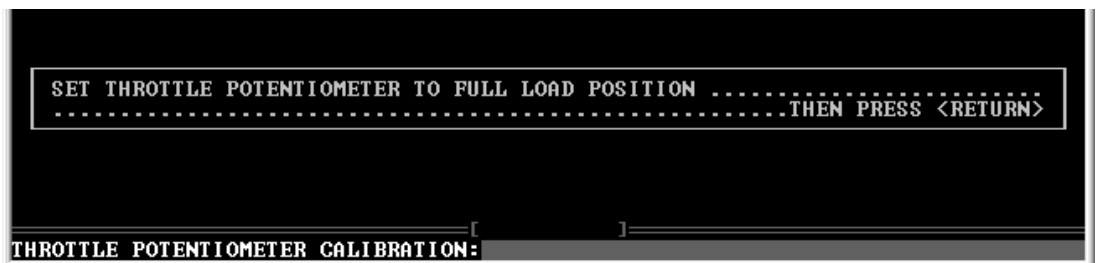 SET THROTTLE POTENTIOMETER TO FULL LOAD POSITION .........................
.......................................................THEN PRESS <RETURN>
[ ]
THROTTLE POTENTIOMETER CALIBRATION: